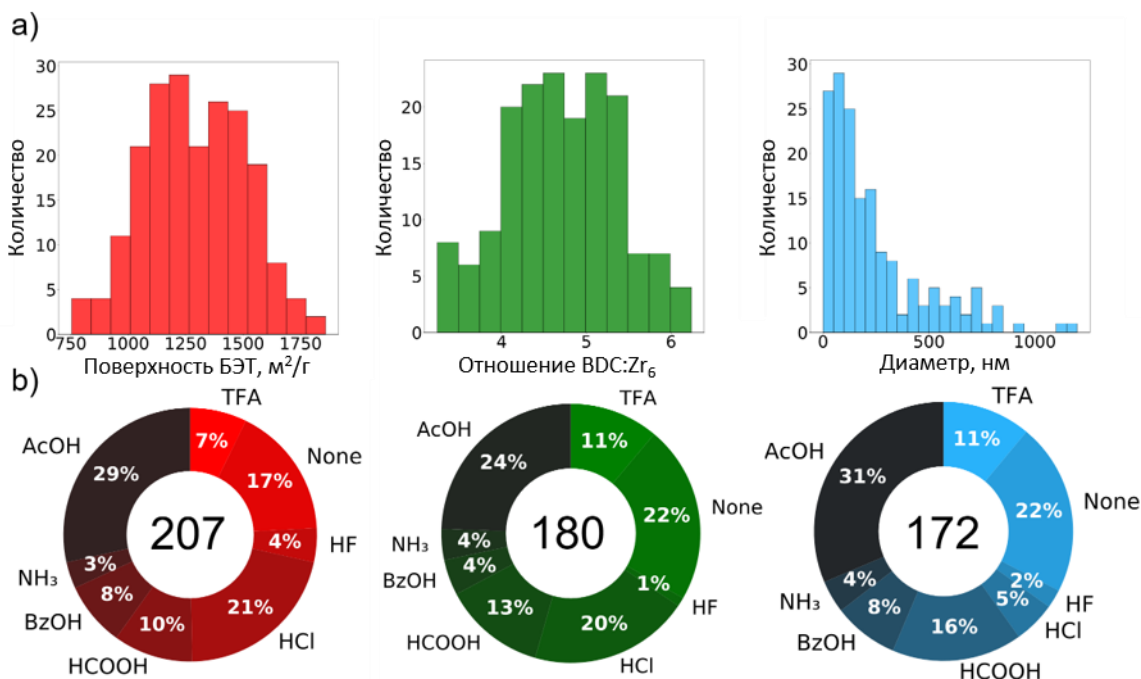 a)
30
25
20
15
10
5
0
Количество
750 1000 1250 1500 1750
Поверхность БЭТ, м²/г
20
15
10
5
0
Количество
4 5 6
Отношение BDC:Zr₆
30
25
20
15
10
5
0
Количество
0 500 1000
Диаметр, нм
b)
TFA
7%
None
17%
HF
4%
HCl
21%
HCOOH
10%
BzOH
8%
NH₃
3%
AcOH
29%
207
TFA
11%
None
22%
HF
1%
HCl
20%
HCOOH
13%
BzOH
4%
NH₃
4%
AcOH
24%
180
TFA
11%
None
22%
HF
2%
HCl
5%
HCOOH
16%
BzOH
8%
NH₃
4%
AcOH
31%
172